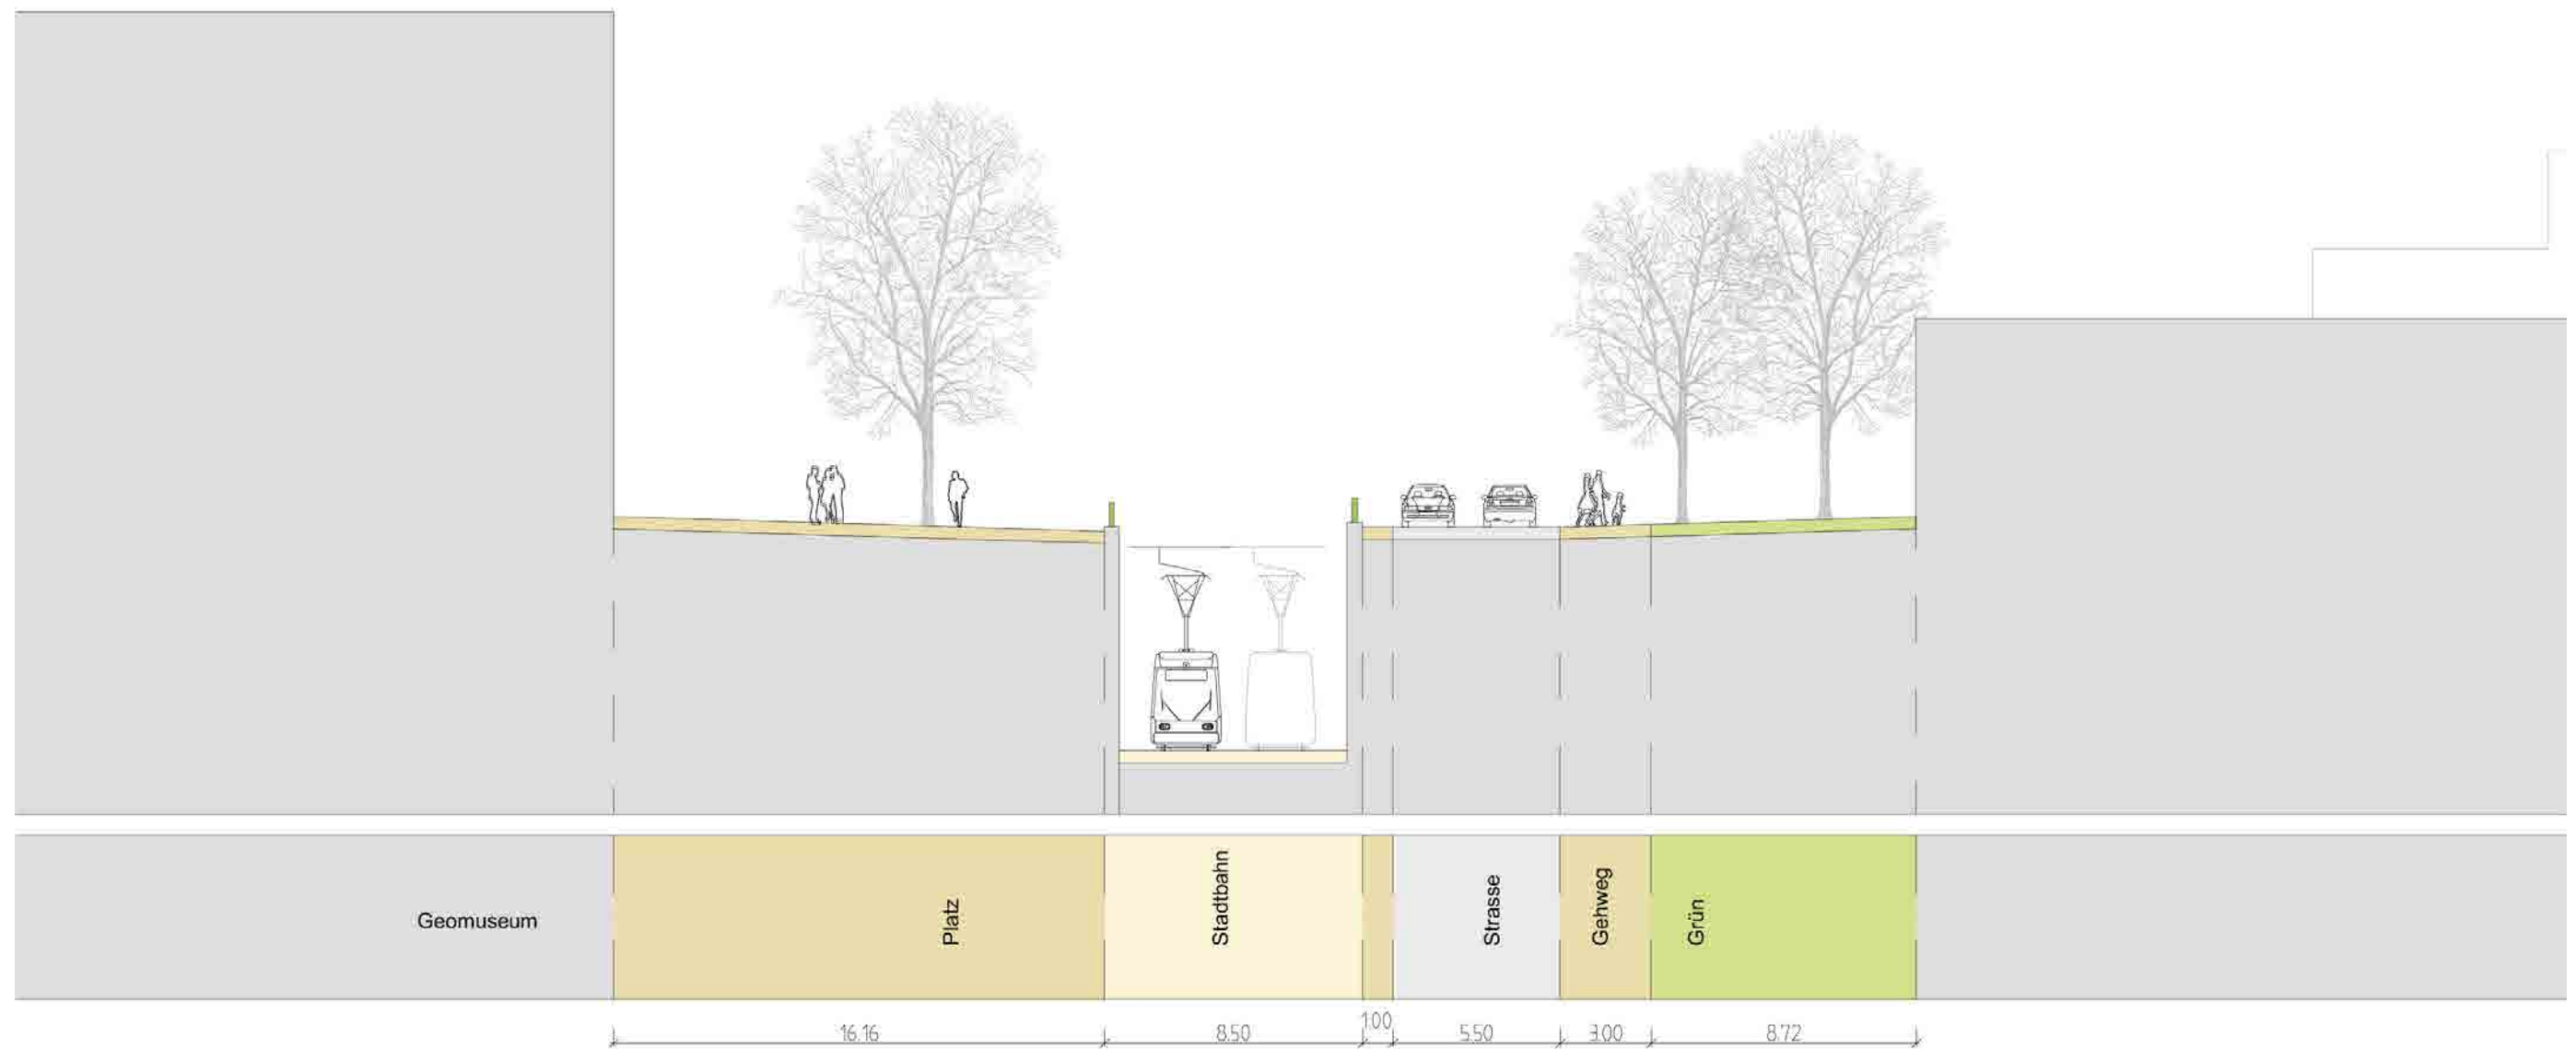 Geomuseum
Platz
Stadtbahn
Strasse
Gehweg
Grün
16.16
8.50
1.00
5.50
3.00
8.72